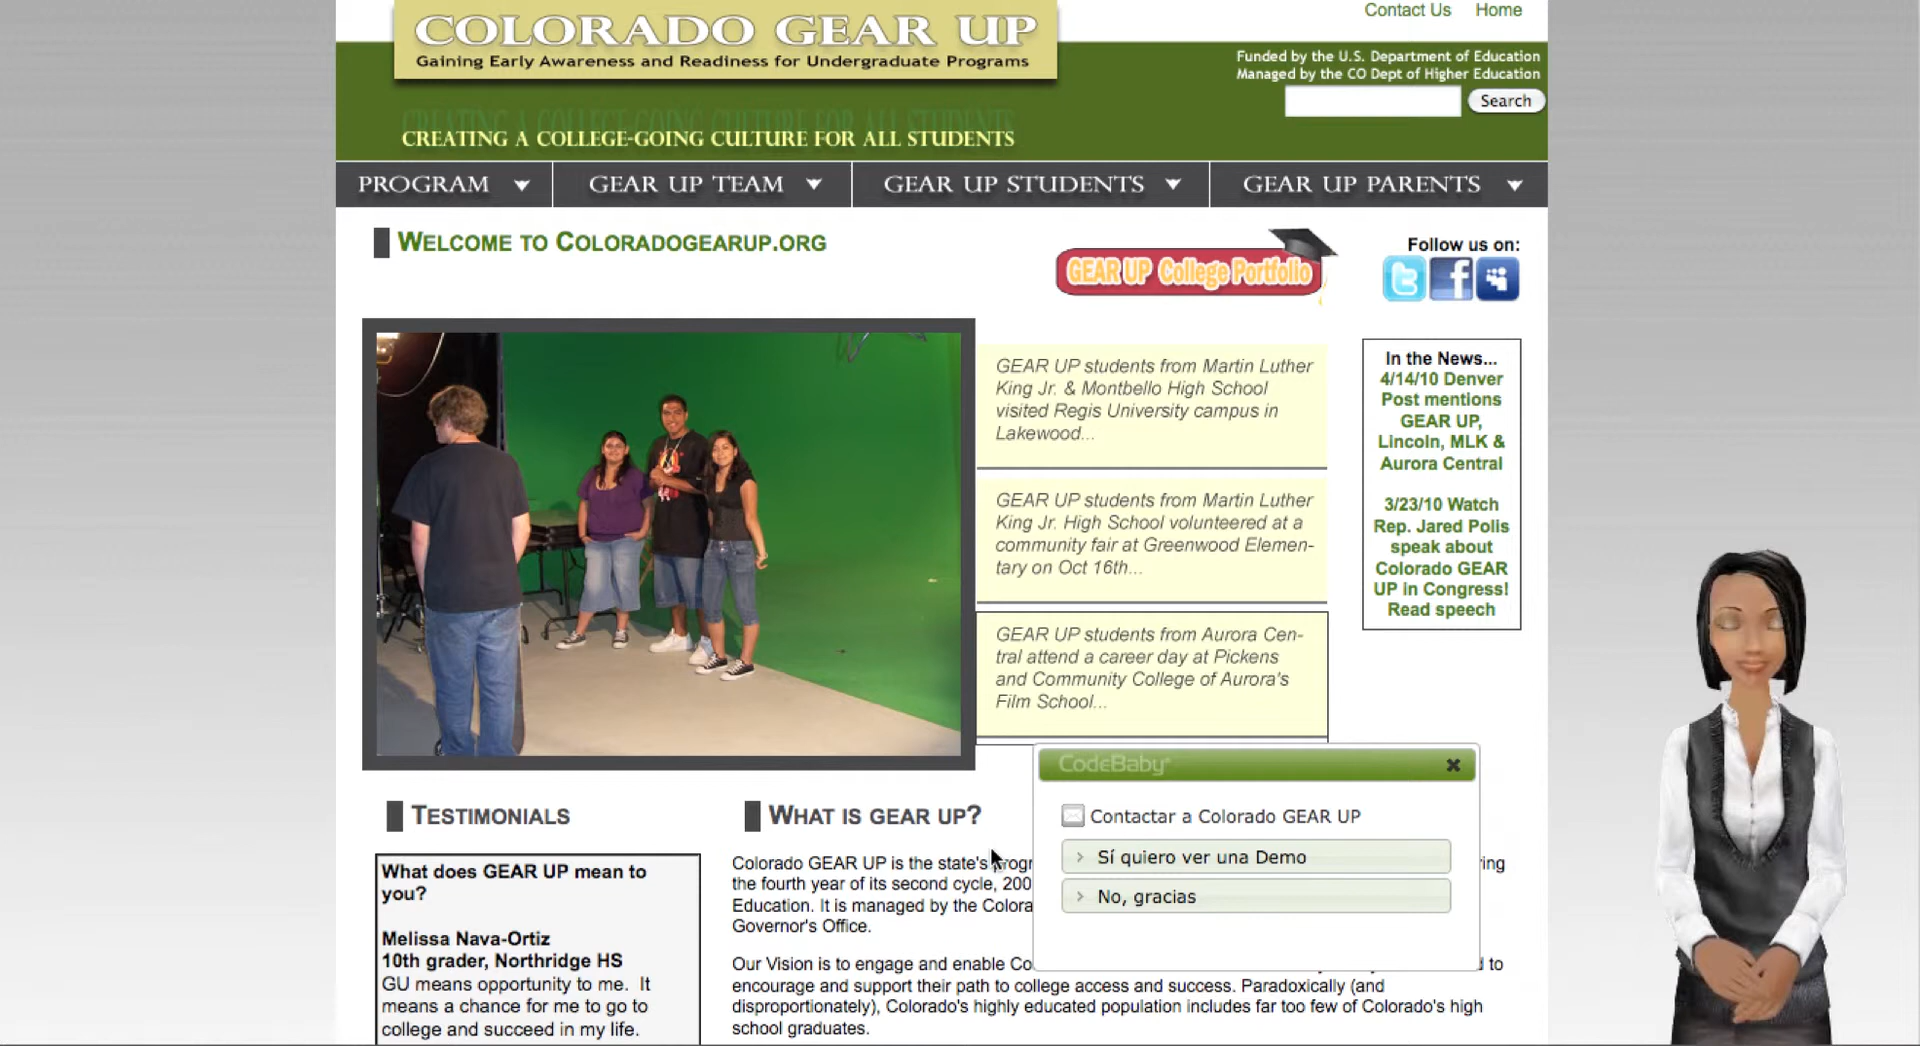 COLORADO GEAR UP
Gaining Early Awareness and Readiness for Undergraduate Programs
Contact Us Home
Funded by the U.S. Department of Education
Managed by the CO Dept of Higher Education
Search
CREATING A COLLEGE-GOING CULTURE FOR ALL STUDENTS
PROGRAM GEAR UP TEAM GEAR UP STUDENTS GEAR UP PARENTS
WELCOME TO COLORADOGEARUP.ORG
GEAR UP College Portfolio
Follow us on:
GEAR UP students from Martin Luther
King Jr. & Montbello High School
visited Regis University campus in
Lakewood...
GEAR UP students from Martin Luther
King Jr. High School volunteered at a
community fair at Greenwood Elemen-
tary on Oct 16th...
GEAR UP students from Aurora Cen-
tral attend a career day at Pickens
and Community College of Aurora's
Film School...
In the News...
4/14/10 Denver
Post mentions
GEAR UP,
Lincoln, MLK &
Aurora Central
3/23/10 Watch
Rep. Jared Polis
speak about
Colorado GEAR
UP in Congress!
Read speech
TESTIMONIALS
What does GEAR UP mean to
you?
Melissa Nava-Ortiz
10th grader, Northridge HS
GU means opportunity to me. It
means a chance for me to go to
college and succeed in my life.
WHAT IS GEAR UP?
Colorado GEAR UP is the state's
the fourth year of its second cycle, 200
Education. It is managed by the Colora
Governor's Office.
Our Vision is to engage and enable Co to
encourage and support their path to college access and success. Paradoxically (and
disproportionately), Colorado's highly educated population includes far too few of Colorado's high
school graduates.
CodeBaby
Contactar a Colorado GEAR UP
Sí quiero ver una Demo
No, gracias